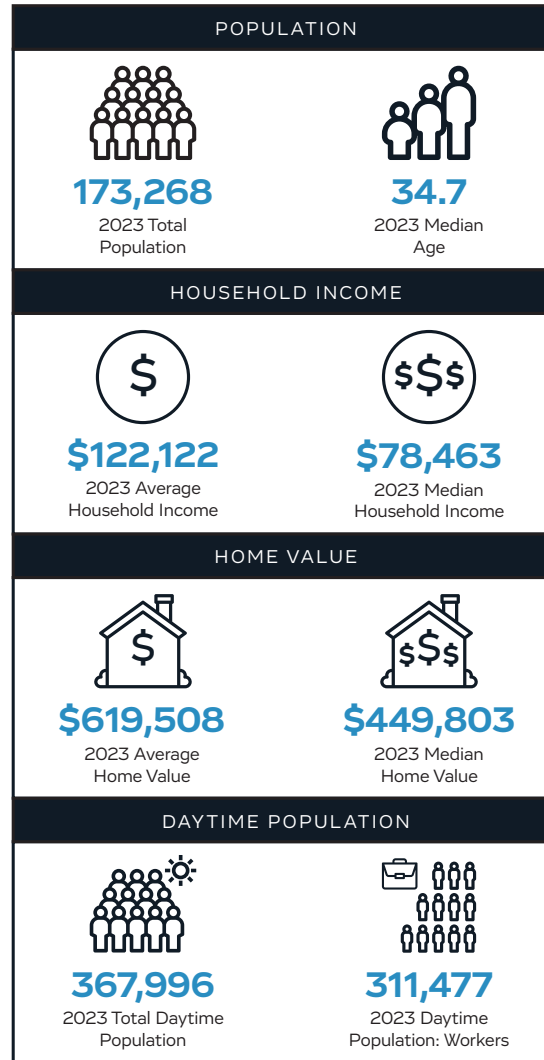 POPULATION
173,268
2023 Total
Population
34.7
2023 Median
Age
HOUSEHOLD INCOME
$
$122,122
2023 Average
Household Income
$$$
$78,463
2023 Median
Household Income
HOME VALUE
$
$619,508
2023 Average
Home Value
$$$
$449,803
2023 Median
Home Value
DAYTIME POPULATION
367,996
2023 Total Daytime
Population
311,477
2023 Daytime
Population: Workers